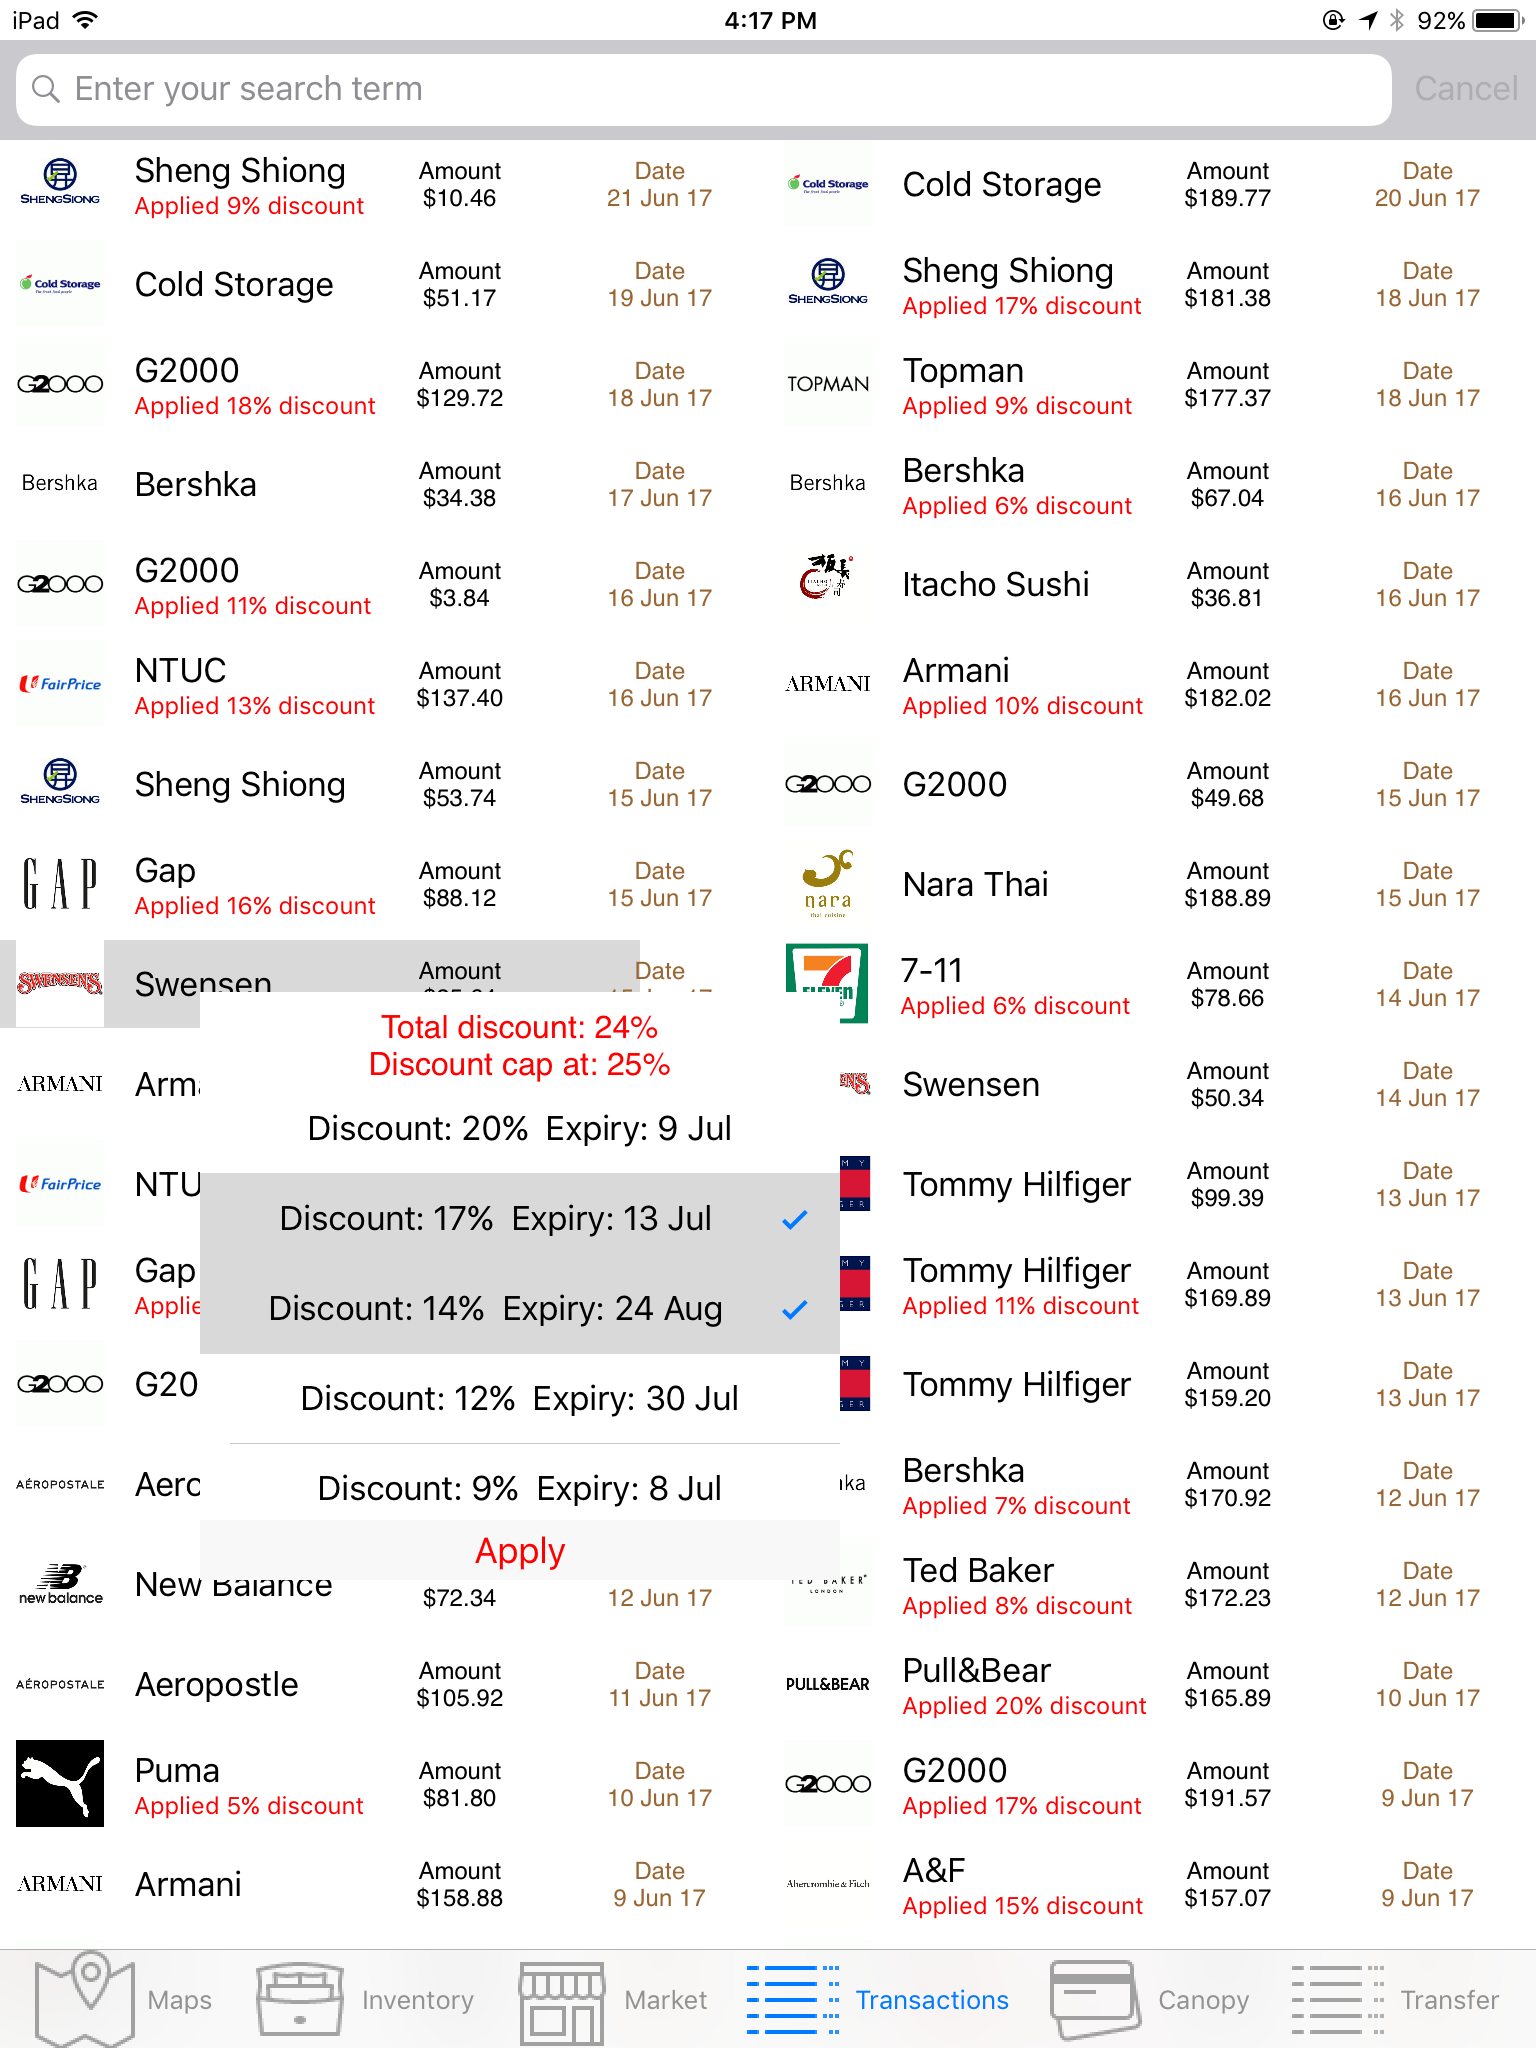 iPad 4:17 PM 92%
Enter your search term Cancel
SHENGSIONG Sheng Shiong Amount Date Cold Storage Cold Storage Amount Date
Applied 9% discount $10.46 21 Jun 17 $189.77 20 Jun 17
Cold Storage Cold Storage Amount Date SHENGSIONG Sheng Shiong Amount Date
$51.17 19 Jun 17 Applied 17% discount $181.38 18 Jun 17
G2000 G2000 Amount Date TOPMAN Topman Amount Date
Applied 18% discount $129.72 18 Jun 17 Applied 9% discount $177.37 18 Jun 17
Bershka Bershka Amount Date Bershka Bershka Amount Date
$34.38 17 Jun 17 Applied 6% discount $67.04 16 Jun 17
G2000 G2000 Amount Date Itacho Sushi Amount Date
Applied 11% discount $3.84 16 Jun 17 $36.81 16 Jun 17
FairPrice NTUC Amount Date ARMANI Armani Amount Date
Applied 13% discount $137.40 16 Jun 17 Applied 10% discount $182.02 16 Jun 17
SHENGSIONG Sheng Shiong Amount Date G2000 G2000 Amount Date
$53.74 15 Jun 17 $49.68 15 Jun 17
GAP Gap Amount Date nara thai cuisine Nara Thai Amount Date
Applied 16% discount $88.12 15 Jun 17 $188.89 15 Jun 17
SWENSEN'S Swensen Amount Date 7 ELEVEN 7-11 Amount Date
Applied 6% discount $78.66 14 Jun 17
Total discount: 24%
Discount cap at: 25%
ARMANI Swensen Amount Date
$50.34 14 Jun 17
Discount: 20% Expiry: 9 Jul
FairPrice NTU Tommy Hilfiger Amount Date
$99.39 13 Jun 17
Discount: 17% Expiry: 13 Jul
GAP Gap Tommy Hilfiger Amount Date
Applied 11% discount $169.89 13 Jun 17
Discount: 14% Expiry: 24 Aug
G2000 G20 Tommy Hilfiger Amount Date
$159.20 13 Jun 17
Discount: 12% Expiry: 30 Jul
AÉROPOSTALE Bershka Amount Date
Applied 7% discount $170.92 12 Jun 17
Discount: 9% Expiry: 8 Jul
Apply
new balance New Balance TED BAKER LONDON Ted Baker Amount Date
$72.34 12 Jun 17 Applied 8% discount $172.23 12 Jun 17
AÉROPOSTALE Aeropostle Amount Date PULL&BEAR Pull&Bear Amount Date
$105.92 11 Jun 17 Applied 20% discount $165.89 10 Jun 17
Puma Amount Date G2000 G2000 Amount Date
Applied 5% discount $81.80 10 Jun 17 Applied 17% discount $191.57 9 Jun 17
ARMANI Armani Amount Date Abercrombie & Fitch A&F Amount Date
$158.88 9 Jun 17 Applied 15% discount $157.07 9 Jun 17
Maps Inventory Market Transactions Canopy Transfer